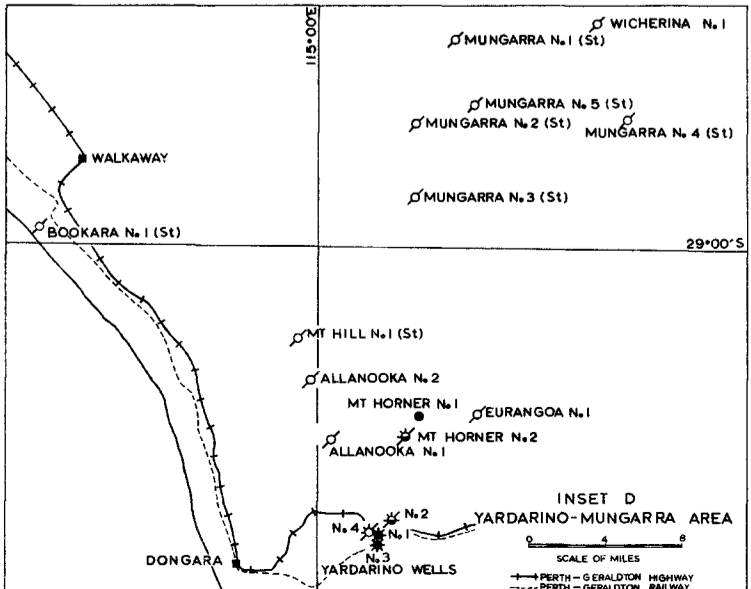 115°00'E
WICHERINA No.1
MUNGARRA No.1 (St)
MUNGARRA No.5 (St)
MUNGARRA No.2 (St)
MUNGARRA No.4 (St)
WALKAWAY
MUNGARRA No.3 (St)
BOOKARA No.1 (St)
29°00'S
MT HILL No.1 (St)
ALLANOOKA No.2
MT HORNER No.1
EURANGOA No.1
MT HORNER No.2
ALLANOOKA No.1
INSET D
YARDARINO-MUNGARRA AREA
No.2
No.4
No.1
No.3
0 4 8
SCALE OF MILES
DONGARA
YARDARINO WELLS
PERTH-GERALDTON HIGHWAY
PERTH-GERALDTON RAILWAY